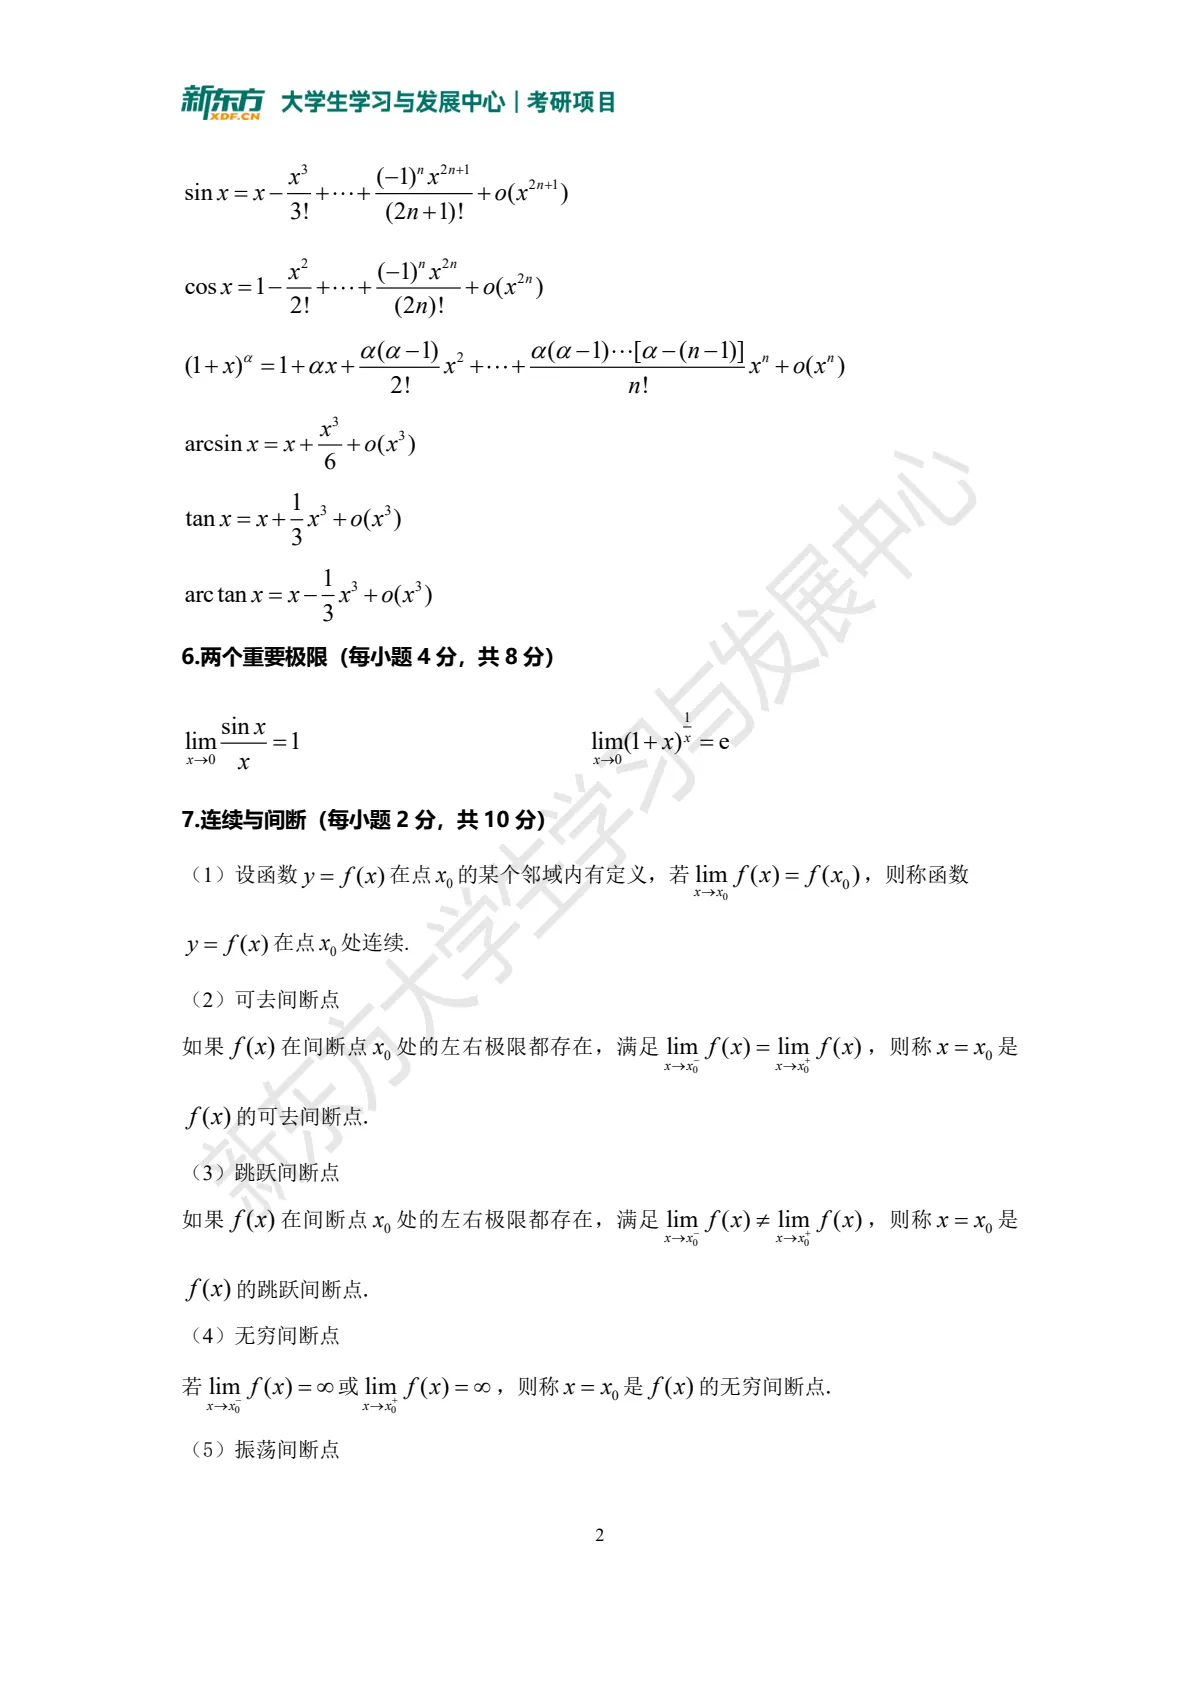 新东方 XDF.CN 大学生学习与发展中心 | 考研项目
sin x = x − x³/3! + ⋯ + (−1)ⁿx²ⁿ⁺¹/(2n+1)! + o(x²ⁿ⁺¹)
cos x = 1 − x²/2! + ⋯ + (−1)ⁿx²ⁿ/(2n)! + o(x²ⁿ)
(1+x)^α = 1 + αx + α(α−1)/2! x² + ⋯ + α(α−1)⋯[α−(n−1)]/n! xⁿ + o(xⁿ)
arcsin x = x + x³/6 + o(x³)
tan x = x + 1/3 x³ + o(x³)
arctan x = x − 1/3 x³ + o(x³)
6.两个重要极限（每小题 4 分，共 8 分）
lim_{x→0} sin x/x = 1 lim_{x→0}(1+x)^{1/x} = e
7.连续与间断（每小题 2 分，共 10 分）
（1）设函数 y = f(x) 在点 x₀ 的某个邻域内有定义，若 lim_{x→x₀} f(x) = f(x₀)，则称函数
y = f(x) 在点 x₀ 处连续.
（2）可去间断点
如果 f(x) 在间断点 x₀ 处的左右极限都存在，满足 lim_{x→x₀⁻} f(x) = lim_{x→x₀⁺} f(x)，则称 x = x₀ 是
f(x) 的可去间断点.
（3）跳跃间断点
如果 f(x) 在间断点 x₀ 处的左右极限都存在，满足 lim_{x→x₀⁻} f(x) ≠ lim_{x→x₀⁺} f(x)，则称 x = x₀ 是
f(x) 的跳跃间断点.
（4）无穷间断点
若 lim_{x→x₀⁻} f(x) = ∞ 或 lim_{x→x₀⁺} f(x) = ∞，则称 x = x₀ 是 f(x) 的无穷间断点.
（5）振荡间断点
2
新东方大学生学习与发展中心